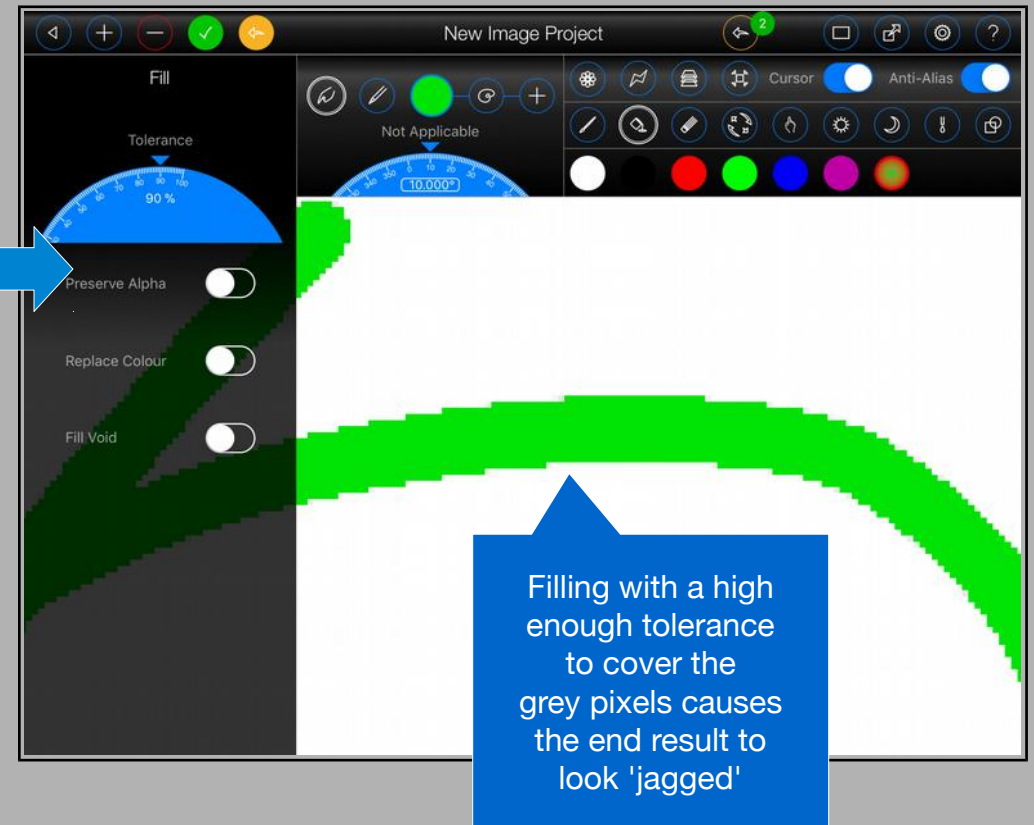 New Image Project
2
?
Fill
Cursor
Anti-Alias
Not Applicable
10.000°
Tolerance
90 %
Preserve Alpha
Replace Colour
Fill Void
Filling with a high
enough tolerance
to cover the
grey pixels causes
the end result to
look 'jagged'